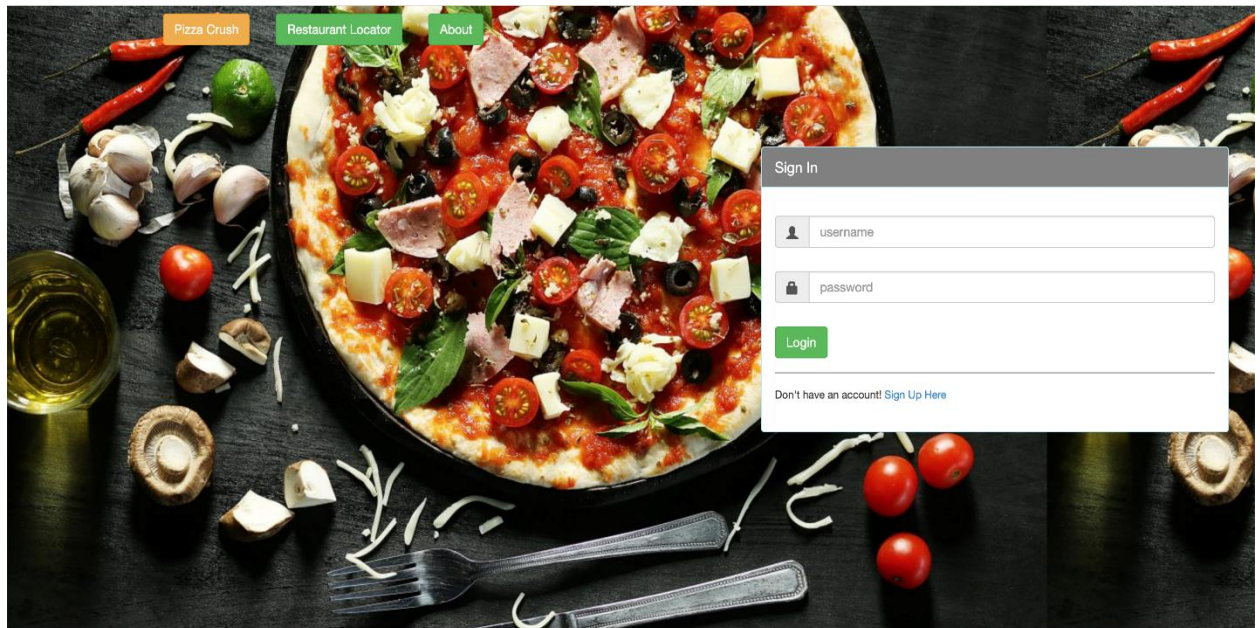 Pizza Crush Restaurant Locator About
Sign In
username
password
Login
Don't have an account! Sign Up Here